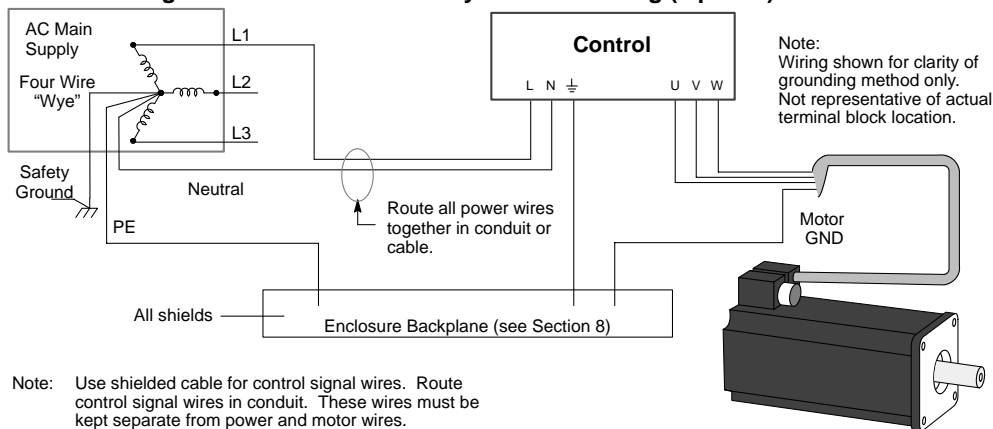 AC Main
Supply
Four Wire
“Wye”
L1
L2
L3
Control
L N
U V W
Note:
Wiring shown for clarity of
grounding method only.
Not representative of actual
terminal block location.
Safety
Ground
Neutral
PE
Route all power wires
together in conduit or
cable.
Motor
GND
All shields
Enclosure Backplane (see Section 8)
Note: Use shielded cable for control signal wires. Route
control signal wires in conduit. These wires must be
kept separate from power and motor wires.